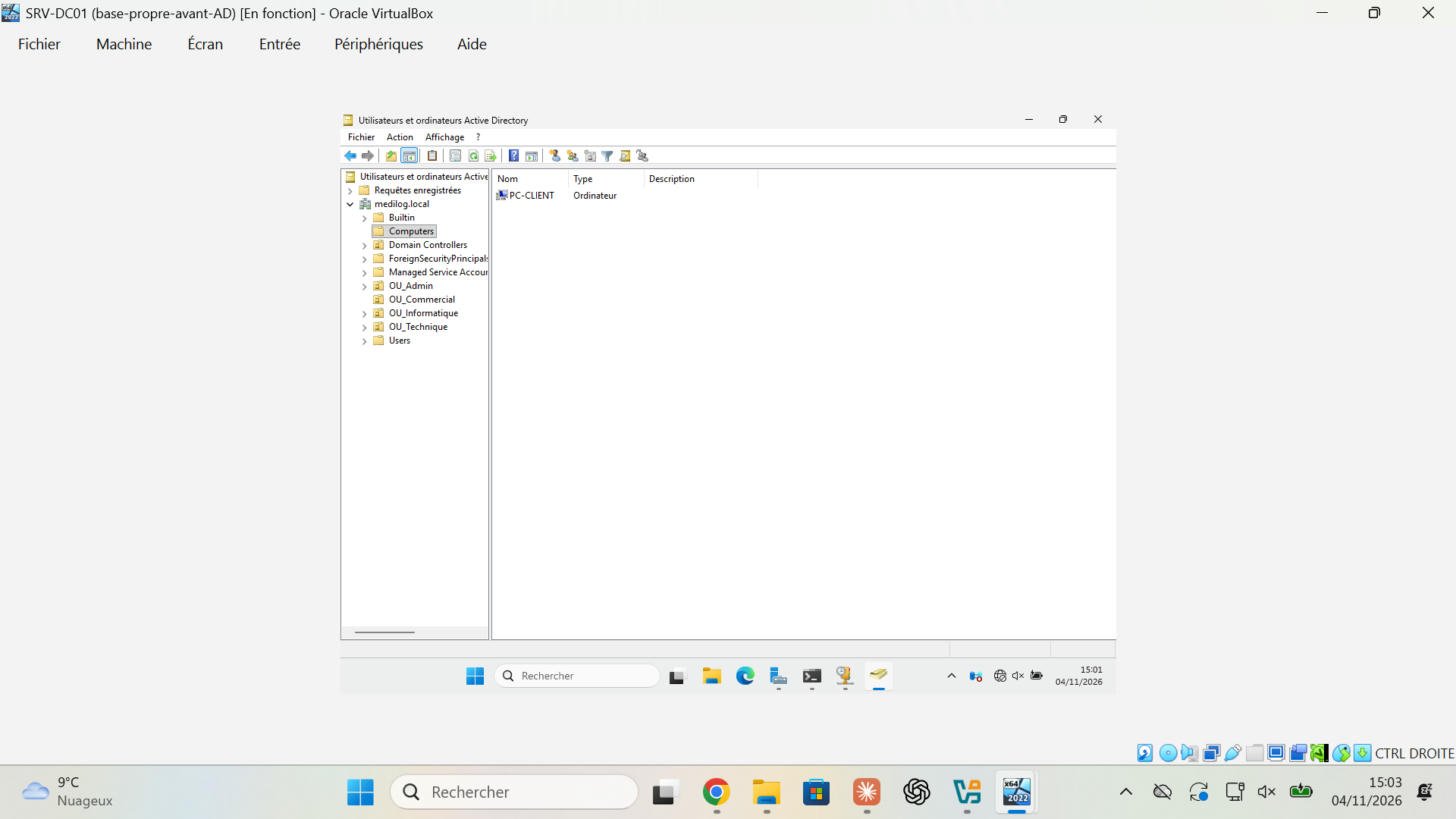 SRV-DC01 (base-propre-avant-AD) [En fonction] - Oracle VirtualBox
Fichier Machine Écran Entrée Périphériques Aide
Utilisateurs et ordinateurs Active Directory
Fichier Action Affichage ?
Utilisateurs et ordinateurs Active
Nom Type Description
Requêtes enregistrées
PC-CLIENT Ordinateur
medilog.local
Builtin
Computers
Domain Controllers
ForeignSecurityPrincipals
Managed Service Accour
OU_Admin
OU_Commercial
OU_Informatique
OU_Technique
Users
Rechercher
15:01
04/11/2026
CTRL DROITE
9°C
Nuageux
Rechercher
x64
2022
15:03
04/11/2026